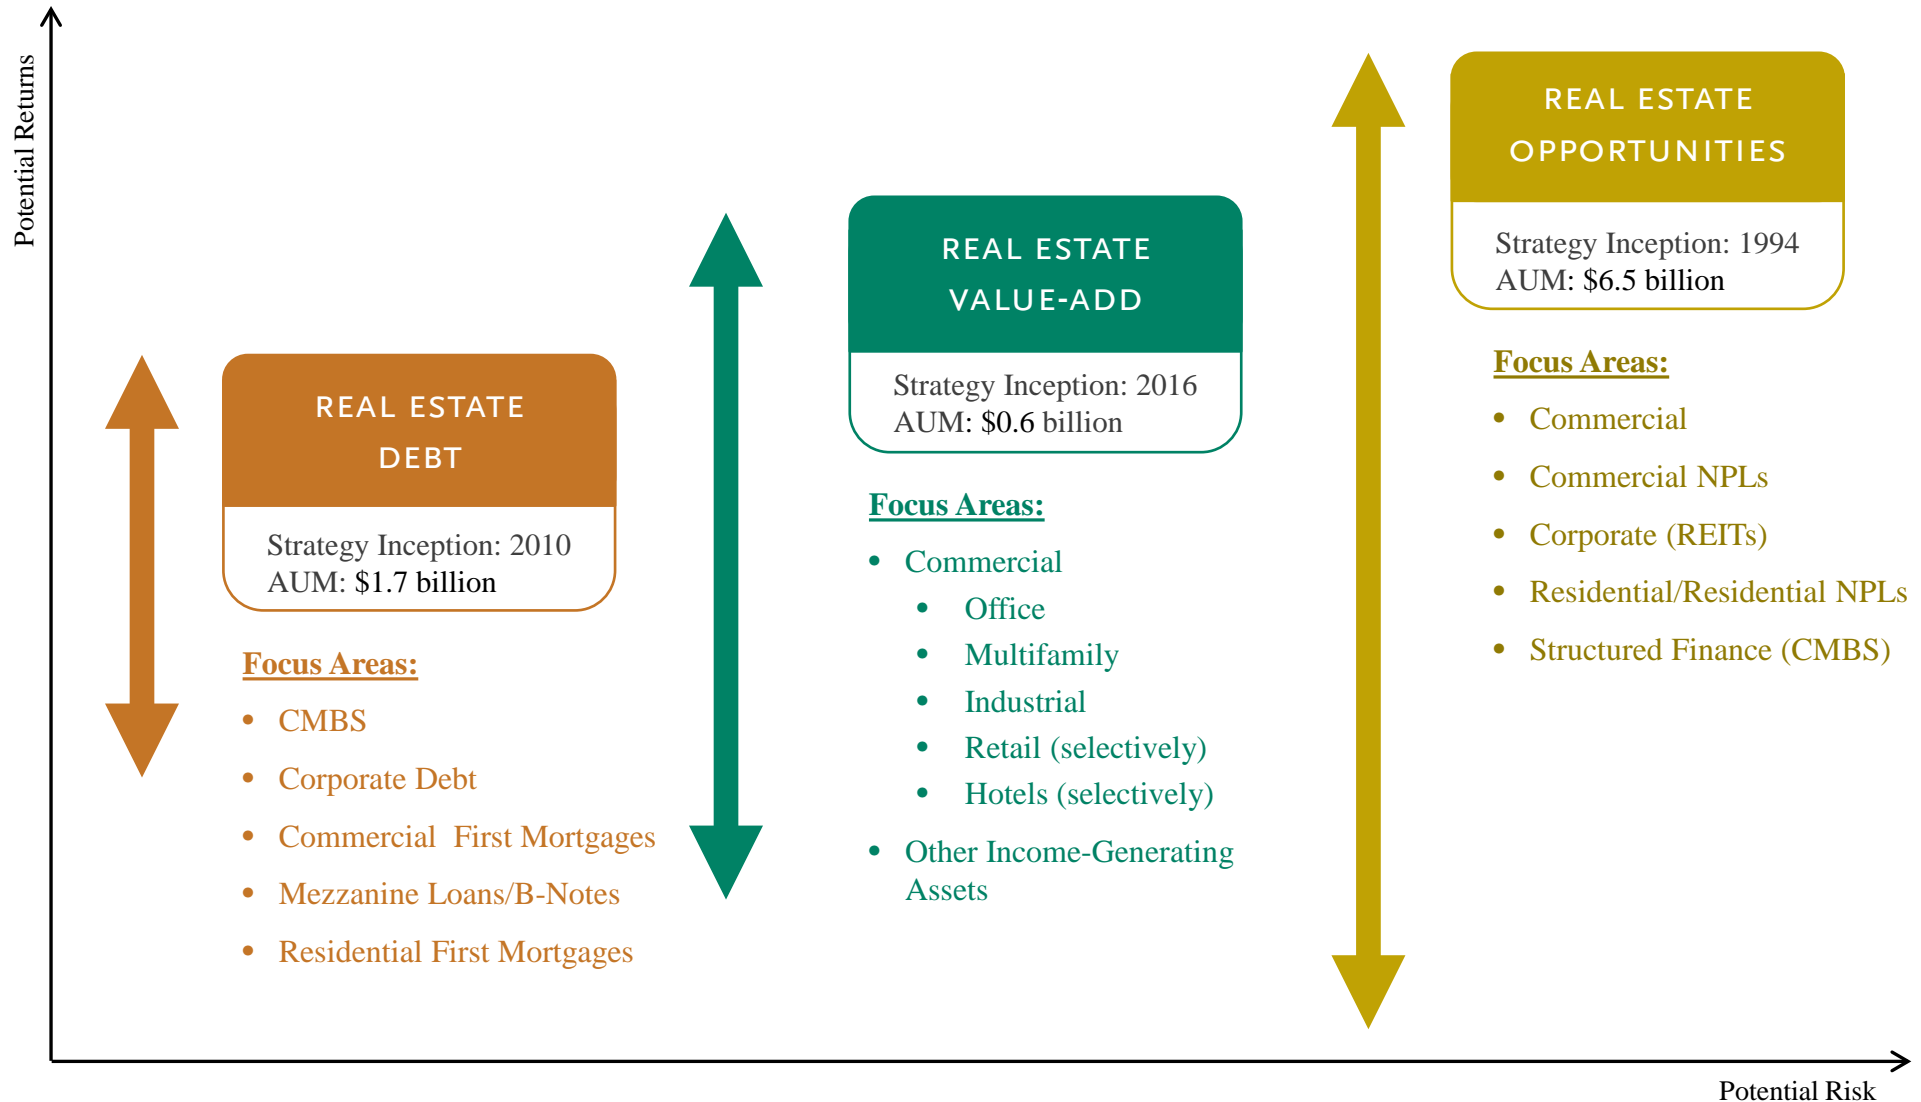 Potential Returns
REAL ESTATE
DEBT
Strategy Inception: 2010
AUM: $1.7 billion
Focus Areas:
• CMBS
• Corporate Debt
• Commercial  First Mortgages
• Mezzanine Loans/B-Notes
• Residential First Mortgages
REAL ESTATE
VALUE-ADD
Strategy Inception: 2016
AUM: $0.6 billion
Focus Areas:
• Commercial
• Office
• Multifamily
• Industrial
• Retail (selectively)
• Hotels (selectively)
• Other Income-Generating
Assets
REAL ESTATE
OPPORTUNITIES
Strategy Inception: 1994
AUM: $6.5 billion
Focus Areas:
• Commercial
• Commercial NPLs
• Corporate (REITs)
• Residential/Residential NPLs
• Structured Finance (CMBS)
Potential Risk